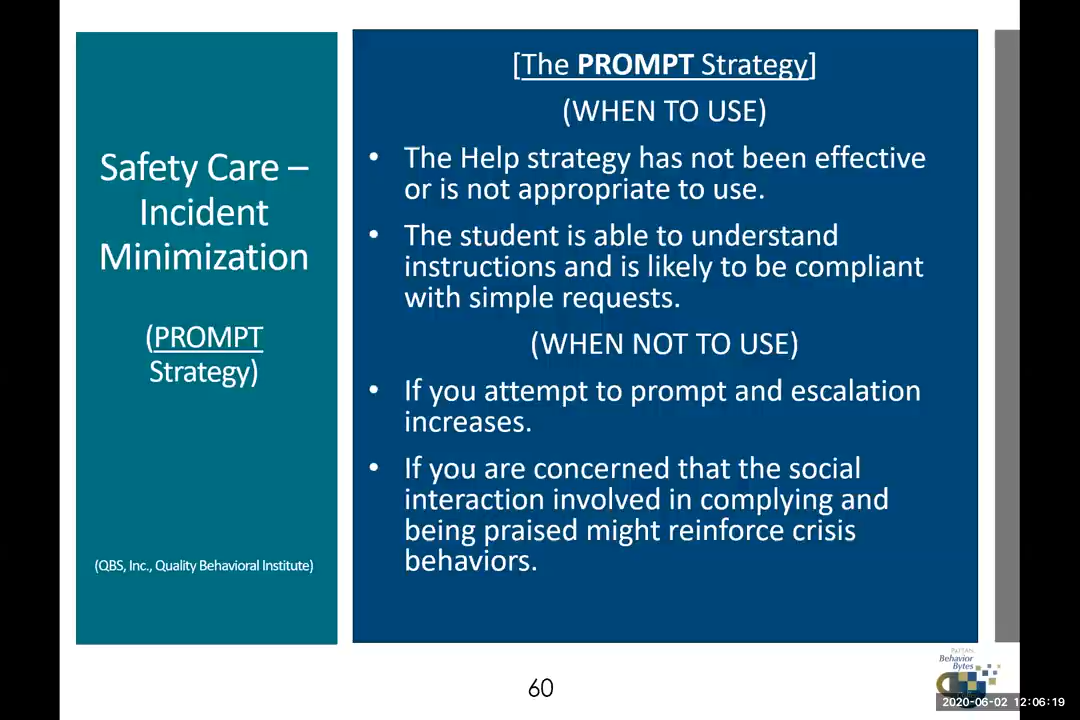 Safety Care –
Incident
Minimization
(PROMPT
Strategy)
(QBS, Inc., Quality Behavioral Institute)
[The PROMPT Strategy]
(WHEN TO USE)
• The Help strategy has not been effective
or is not appropriate to use.
• The student is able to understand
instructions and is likely to be compliant
with simple requests.
(WHEN NOT TO USE)
• If you attempt to prompt and escalation
increases.
• If you are concerned that the social
interaction involved in complying and
being praised might reinforce crisis
behaviors.
60
PATTAN
Behavior
Bytes
2020-06-02 12:06:19